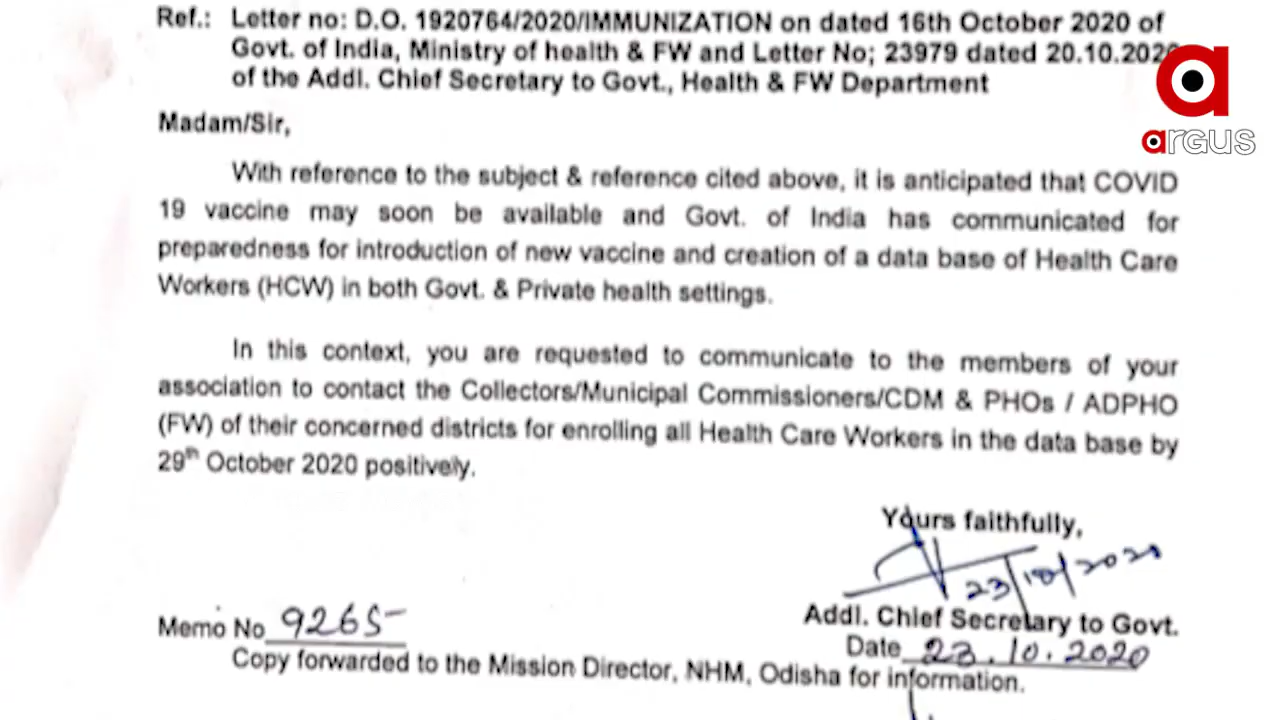 Ref.: Letter no: D.O. 1920764/2020/IMMUNIZATION on dated 16th October 2020 of
Govt. of India, Ministry of health & FW and Letter No; 23979 dated 20.10.2020
of the Addl. Chief Secretary to Govt., Health & FW Department
argus
Madam/Sir,
With reference to the subject & reference cited above, it is anticipated that COVID
19 vaccine may soon be available and Govt. of India has communicated for
preparedness for introduction of new vaccine and creation of a data base of Health Care
Workers (HCW) in both Govt. & Private health settings.
In this context, you are requested to communicate to the members of your
association to contact the Collectors/Municipal Commissioners/CDM & PHOs / ADPHO
(FW) of their concerned districts for enrolling all Health Care Workers in the data base by
29th October 2020 positively.
Yours faithfully,
23/10/2020
Addl. Chief Secretary to Govt.
Memo No 9265 Date 23.10.2020
Copy forwarded to the Mission Director, NHM, Odisha for information.